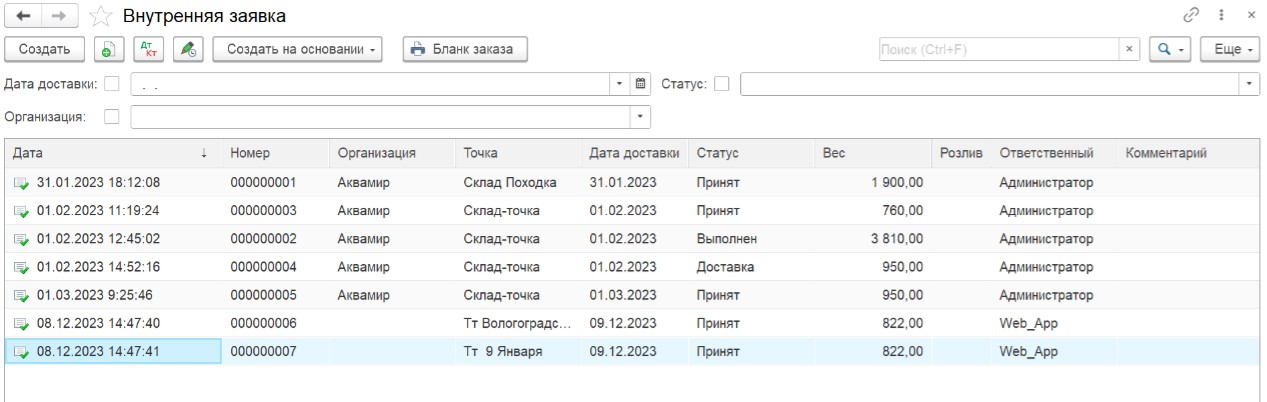 Внутренняя заявка
Создать Дт Кт Создать на основании Бланк заказа Поиск (Ctrl+F) × Еще
Дата доставки: . . Статус:
Организация:
Дата ↓ Номер Организация Точка Дата доставки Статус Вес Розлив Ответственный Комментарий
31.01.2023 18:12:08 000000001 Аквамир Склад Походка 31.01.2023 Принят 1 900,00 Администратор
01.02.2023 11:19:24 000000003 Аквамир Склад-точка 01.02.2023 Принят 760,00 Администратор
01.02.2023 12:45:02 000000002 Аквамир Склад-точка 01.02.2023 Выполнен 3 810,00 Администратор
01.02.2023 14:52:16 000000004 Аквамир Склад-точка 01.02.2023 Доставка 950,00 Администратор
01.03.2023 9:25:46 000000005 Аквамир Склад-точка 01.03.2023 Принят 950,00 Администратор
08.12.2023 14:47:40 000000006 Тт Вологоградс... 09.12.2023 Принят 822,00 Web_App
08.12.2023 14:47:41 000000007 Тт 9 Января 09.12.2023 Принят 822,00 Web_App